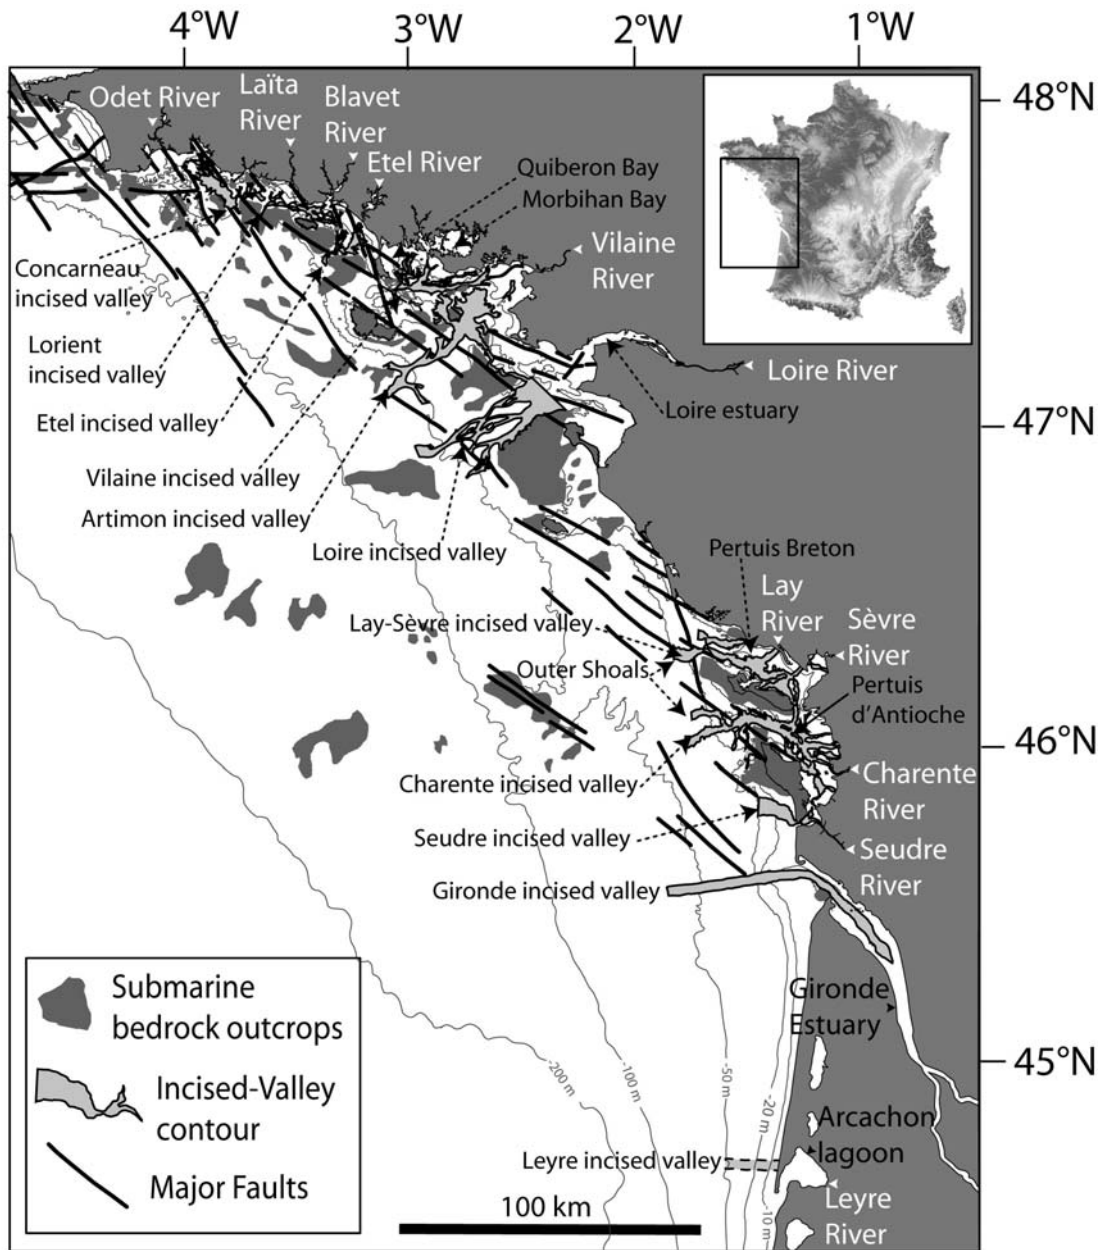 4°W
3°W
2°W
1°W
48°N
47°N
46°N
45°N
Odet River
Laïta
River
Blavet
River
Etel River
Quiberon Bay
Morbihan Bay
Vilaine
River
Concarneau
incised valley
Lorient
incised valley
Loire River
Loire estuary
Etel incised valley
Vilaine incised valley
Artimon incised valley
Loire incised valley
Pertuis Breton
Lay
River
Lay-Sèvre incised valley
Sèvre
River
Outer Shoals
Pertuis
d'Antioche
Charente incised valley
Charente
River
Seudre incised valley
Seudre
River
Gironde incised valley
Gironde
Estuary
Submarine
bedrock outcrops
Incised-Valley
contour
Major Faults
-200 m
-100 m
-50 m
-20 m
-10 m
Arcachon
lagoon
Leyre incised valley
Leyre
River
100 km